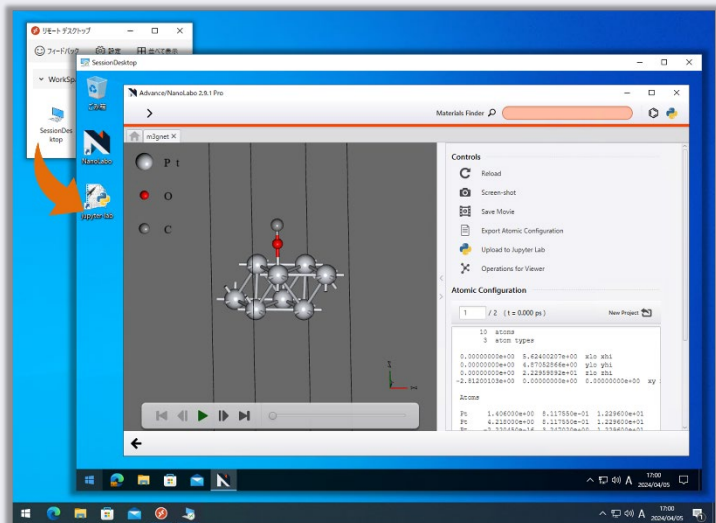 リモート デスクトップ
フィードバック
設定
並べて表示
WorkSp
SessionDes
ktop
SessionDesktop
ごみ箱
NanoLabo
Jupyter lab
Advance/NanoLabo 2.9.1 Pro
Materials Finder
m3gnet
Pt
O
C
Controls
Reload
Screen-shot
Save Movie
Export Atomic Configuration
Upload to Jupyter Lab
Operations for Viewer
Atomic Configuration
1 / 2 ( t = 0.000 ps )
New Project
10 atoms
3 atom types
0.00000000e+00 5.62400207e+00 xlo xhi
0.00000000e+00 4.87052866e+00 ylo yhi
0.00000000e+00 2.22959592e+01 zlo zhi
-2.81200103e+00 0.00000000e+00 0.00000000e+00 xy
Atoms
Pt 1.406000e+00 8.117550e-01 1.229600e+01
Pt 4.218000e+00 8.117550e-01 1.229600e+01
A
17:00
2024/04/05
A
17:00
2024/04/05